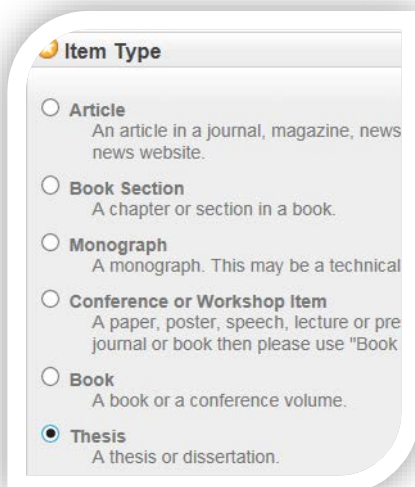 Item Type
Article
An article in a journal, magazine, news
news website.
Book Section
A chapter or section in a book.
Monograph
A monograph. This may be a technical
Conference or Workshop Item
A paper, poster, speech, lecture or pre
journal or book then please use "Book
Book
A book or a conference volume.
Thesis
A thesis or dissertation.